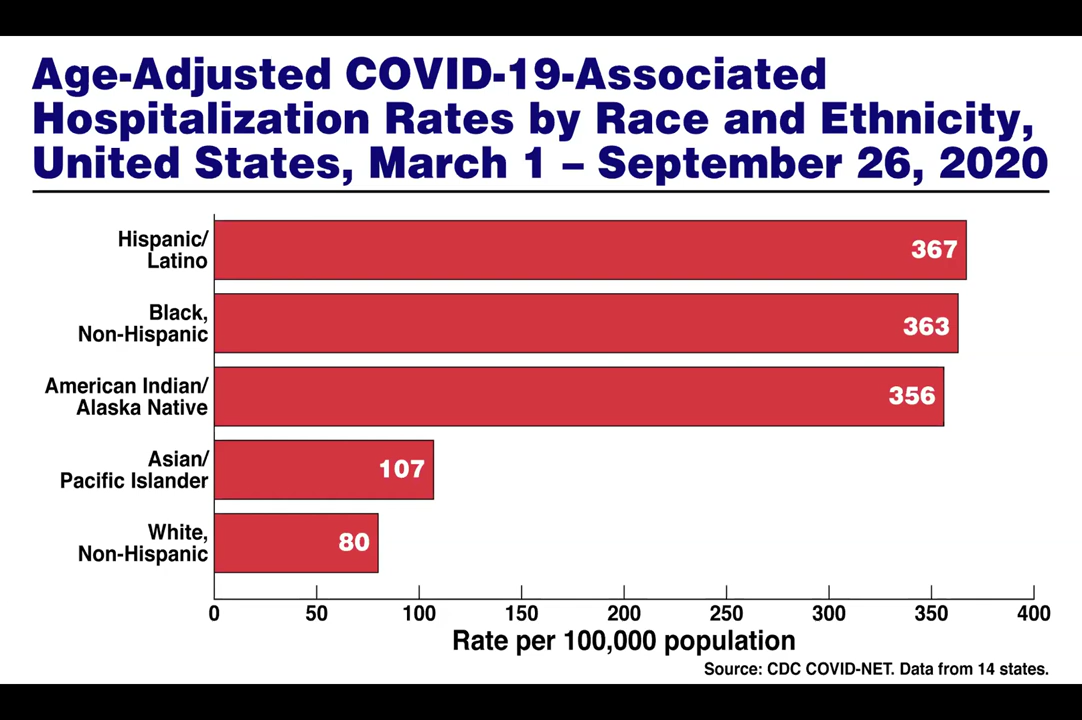 Age-Adjusted COVID-19-Associated
Hospitalization Rates by Race and Ethnicity,
United States, March 1 – September 26, 2020
Hispanic/
Latino
367
Black,
Non-Hispanic
363
American Indian/
Alaska Native
356
Asian/
Pacific Islander
107
White,
Non-Hispanic
80
0 50 100 150 200 250 300 350 400
Rate per 100,000 population
Source: CDC COVID-NET. Data from 14 states.